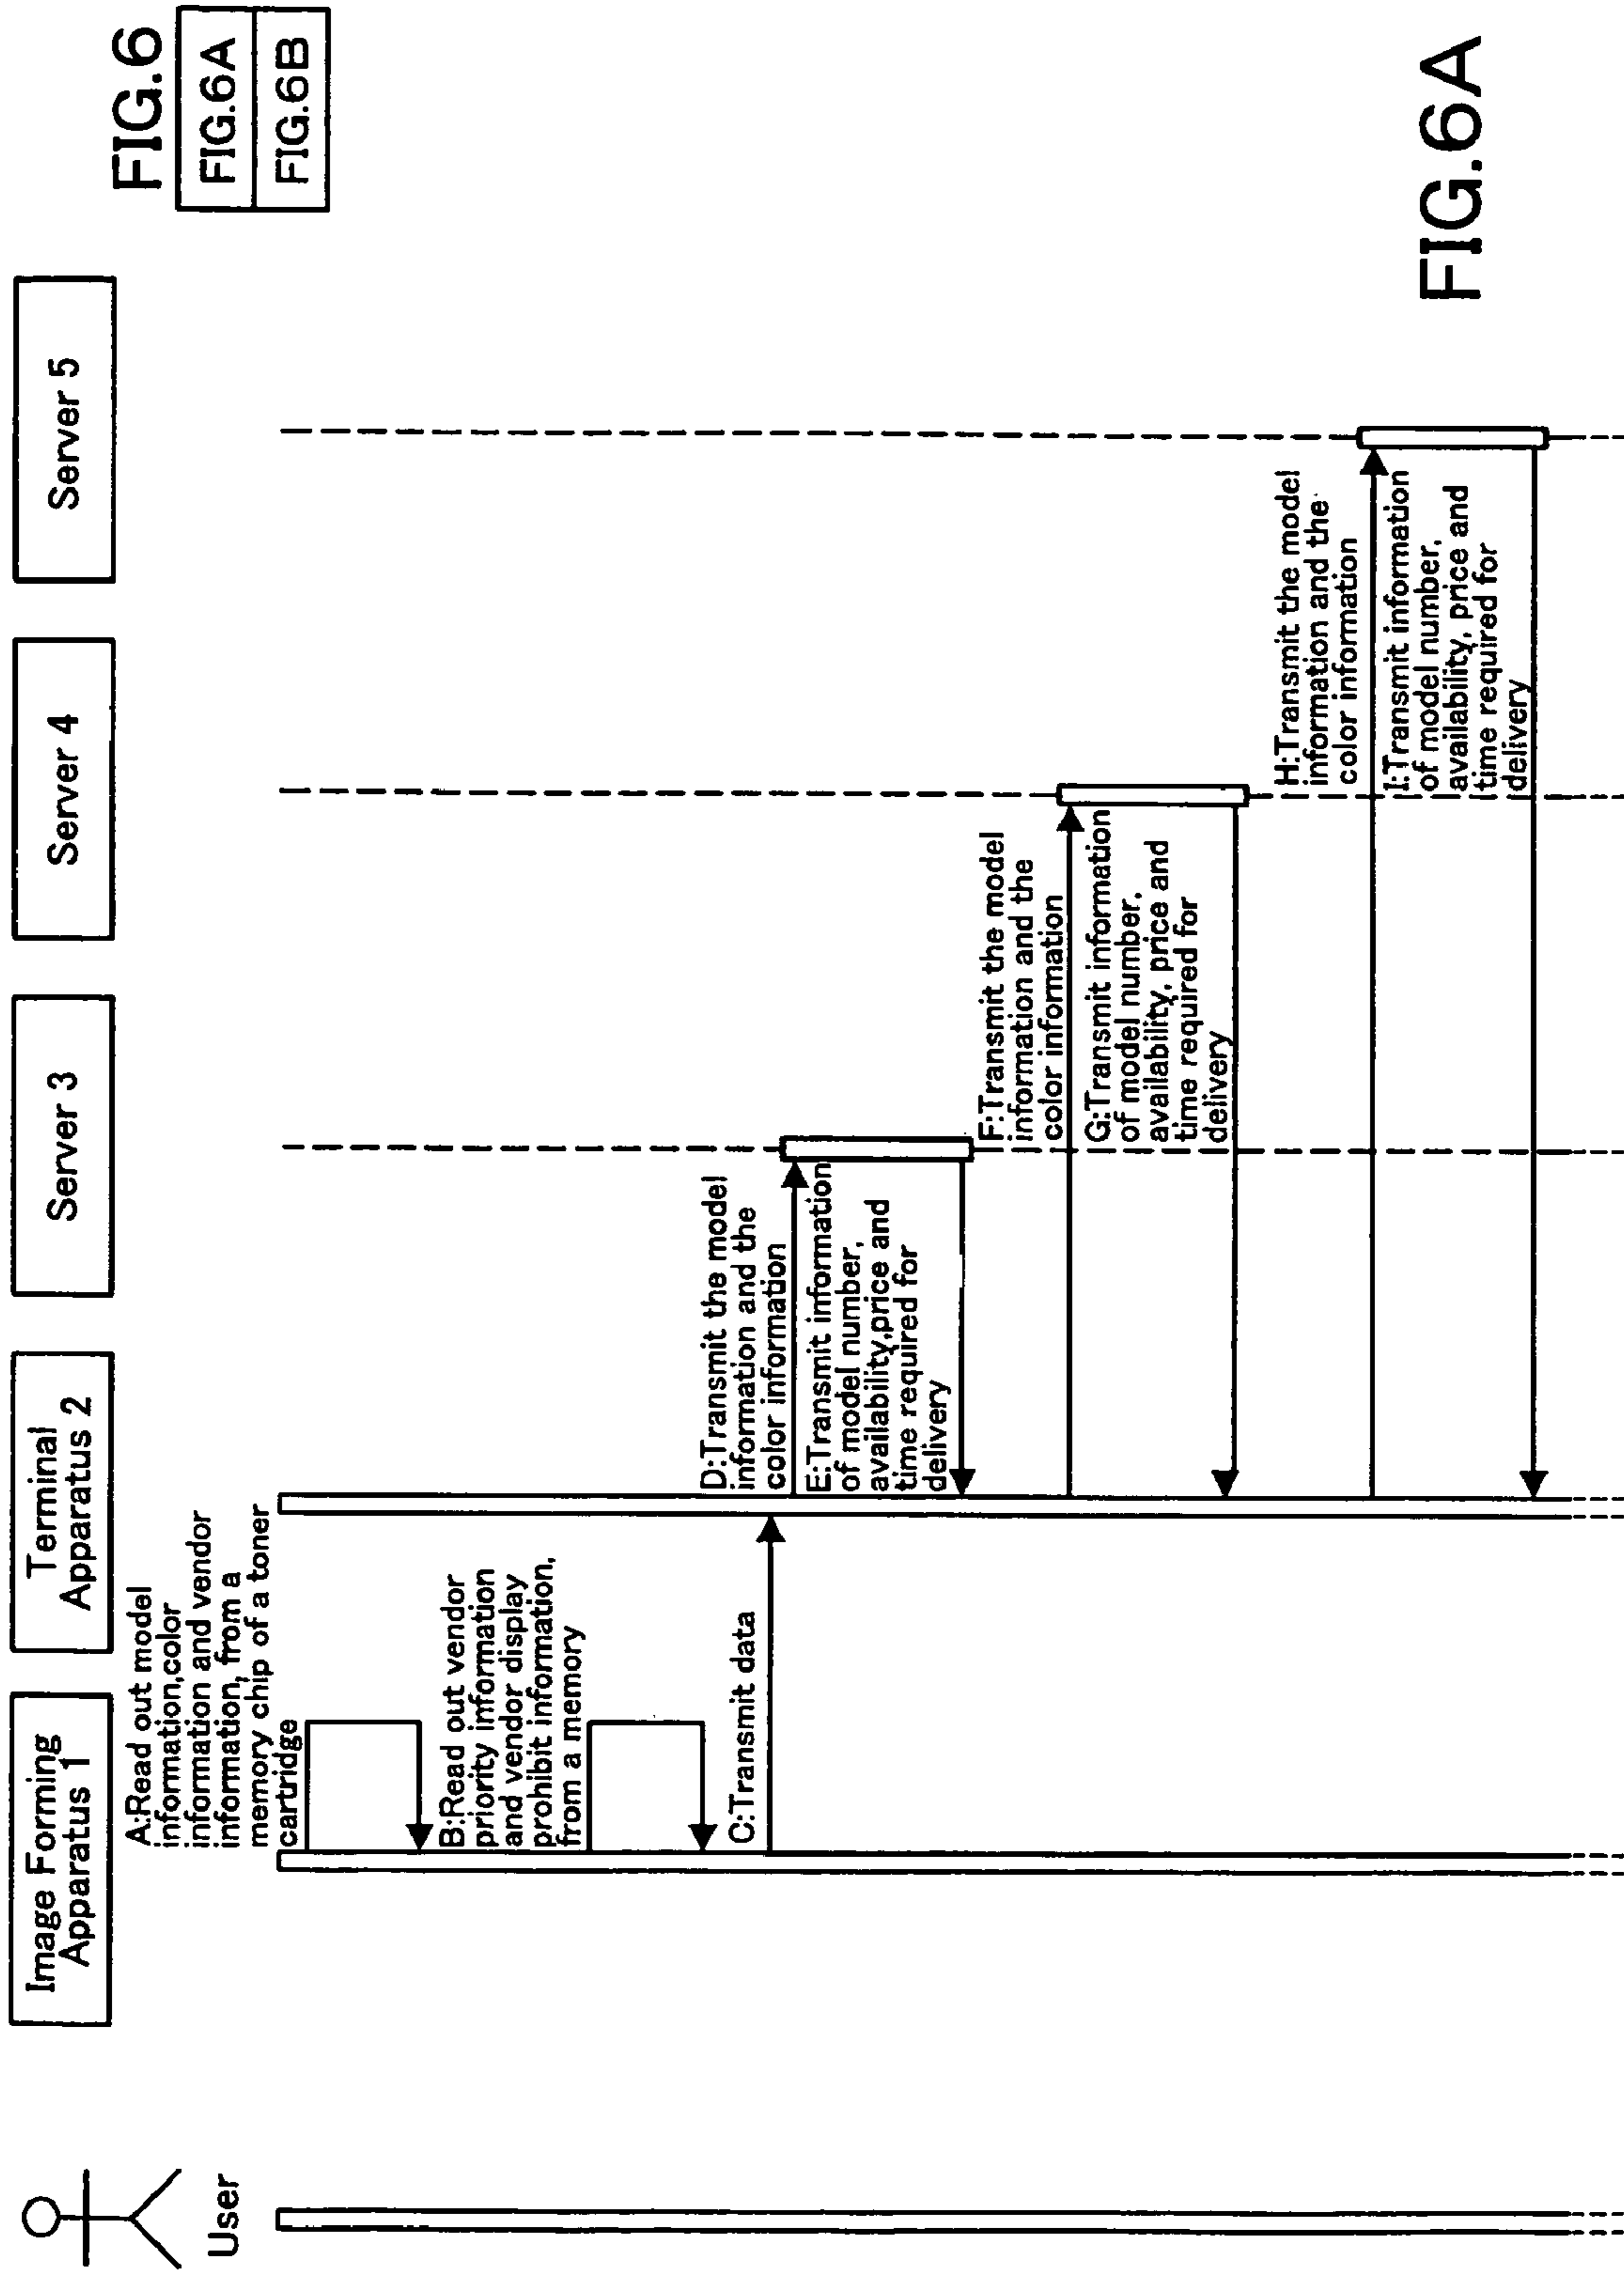 FIG.6
FIG.6A
FIG.6B
User
Image Forming
Apparatus 1
Terminal
Apparatus 2
Server 3
Server 4
Server 5
A:Read out model
information,color
information and vendor
information, from a
memory chip of a toner
cartridge
B:Read out vendor
priority information
and vendor display
prohibit information,
from a memory
C:Transmit data
D:Transmit the model
information and the
color information
E:Transmit information
of model number,
availability,price and
time required for
delivery
F:Transmit the model
information and the
color information
G:Transmit information
of model number,
availability, price and
time required for
delivery
H:Transmit the model
information and the
color information
I:Transmit information
of model number,
availability, price and
time required for
delivery
FIG.6A